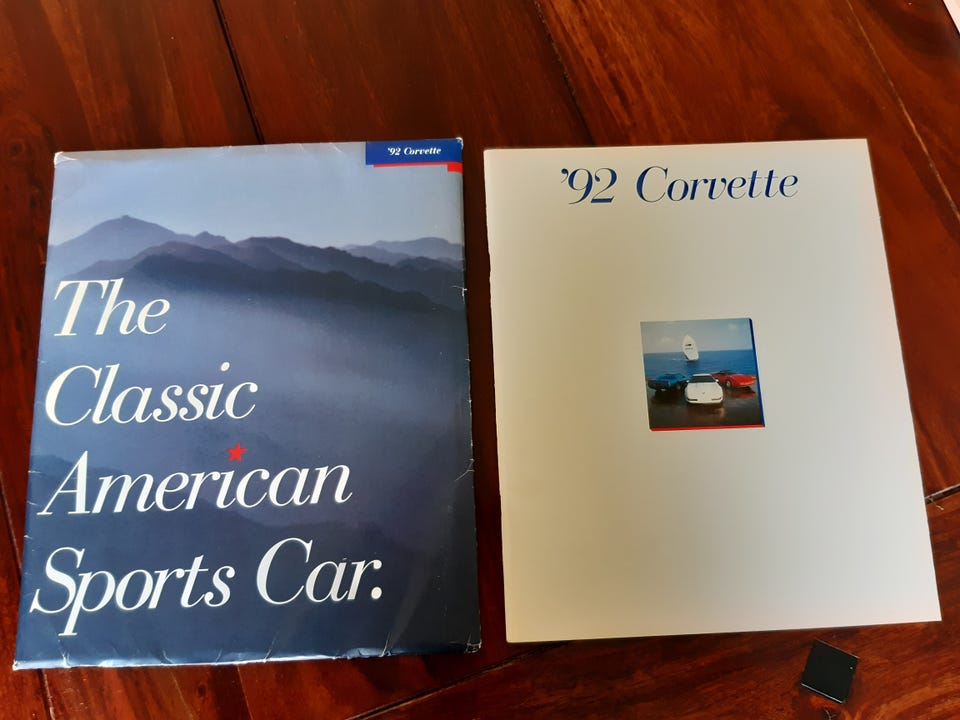 '92 Corvette
The
Classic
American
Sports Car.
'92 Corvette